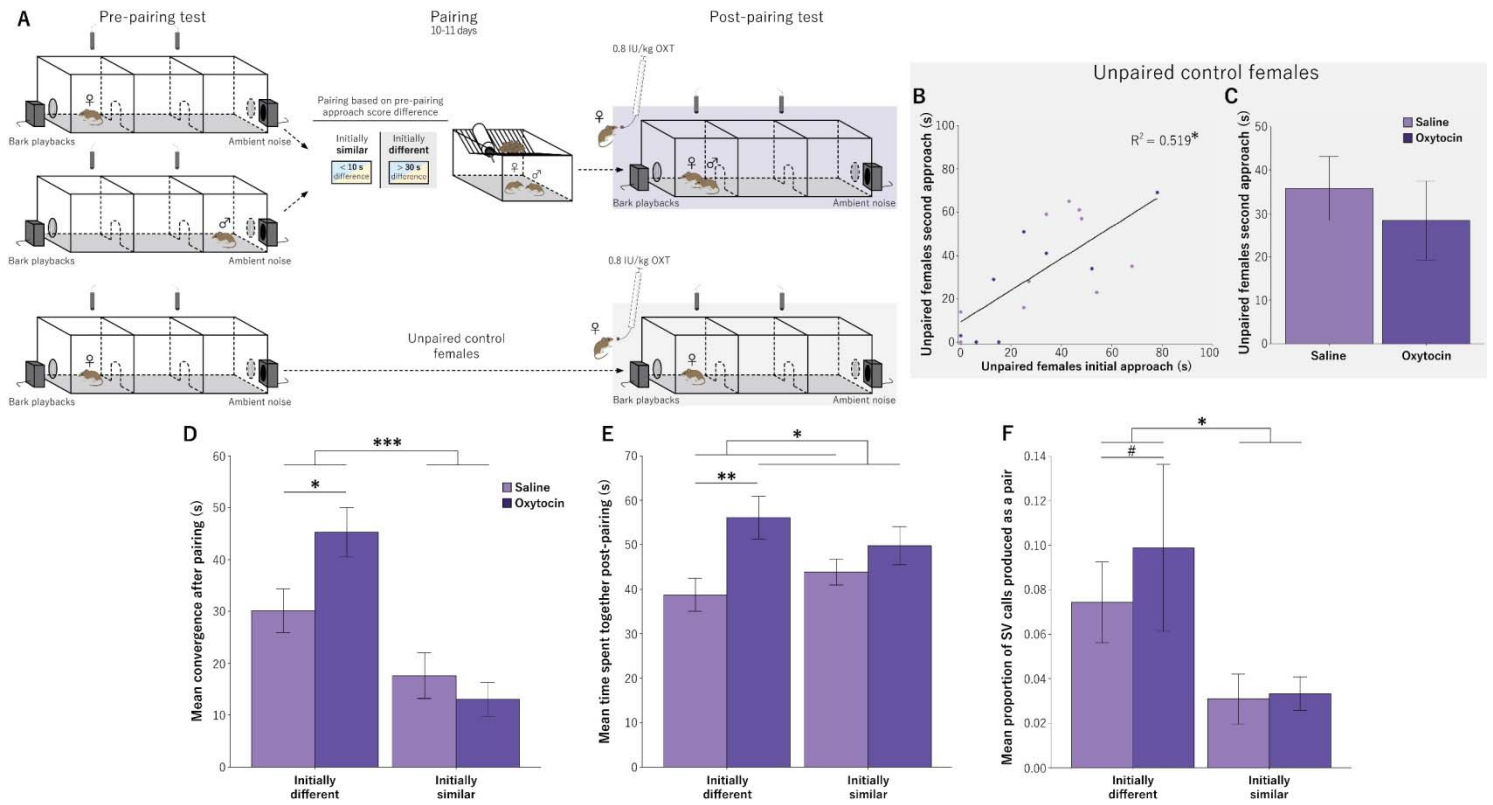 A
Pre-pairing test
Pairing
10-11 days
Post-pairing test
0.8 IU/kg OXT
♀
Bark playbacks
Ambient noise
Pairing based on pre-pairing
approach score difference
Initially
similar
< 10 s
difference
Initially
different
> 30 s
difference
♀ ♂
♀ ♂
♀
Bark playbacks
Ambient noise
♂
Bark playbacks
Ambient noise
0.8 IU/kg OXT
♀
♀
Bark playbacks
Ambient noise
Unpaired control
females
♀
Bark playbacks
Ambient noise
Unpaired control females
B
Unpaired females second approach (s)
100
80
60
40
20
0
R² = 0.519*
0 20 40 60 80 100
Unpaired females initial approach (s)
C
Saline
Oxytocin
Unpaired females second approach (s)
50
40
30
20
10
0
Saline Oxytocin
D
Mean convergence after pairing (s)
60
50
40
30
20
10
0
***
*
Saline
Oxytocin
Initially
different
Initially
similar
E
Mean time spent together post-pairing (s)
70
60
50
40
30
20
10
0
*
**
Initially
different
Initially
similar
F
Mean proportion of SV calls produced as a pair
0.14
0.12
0.10
0.08
0.06
0.04
0.02
0.00
*
#
Initially
different
Initially
similar